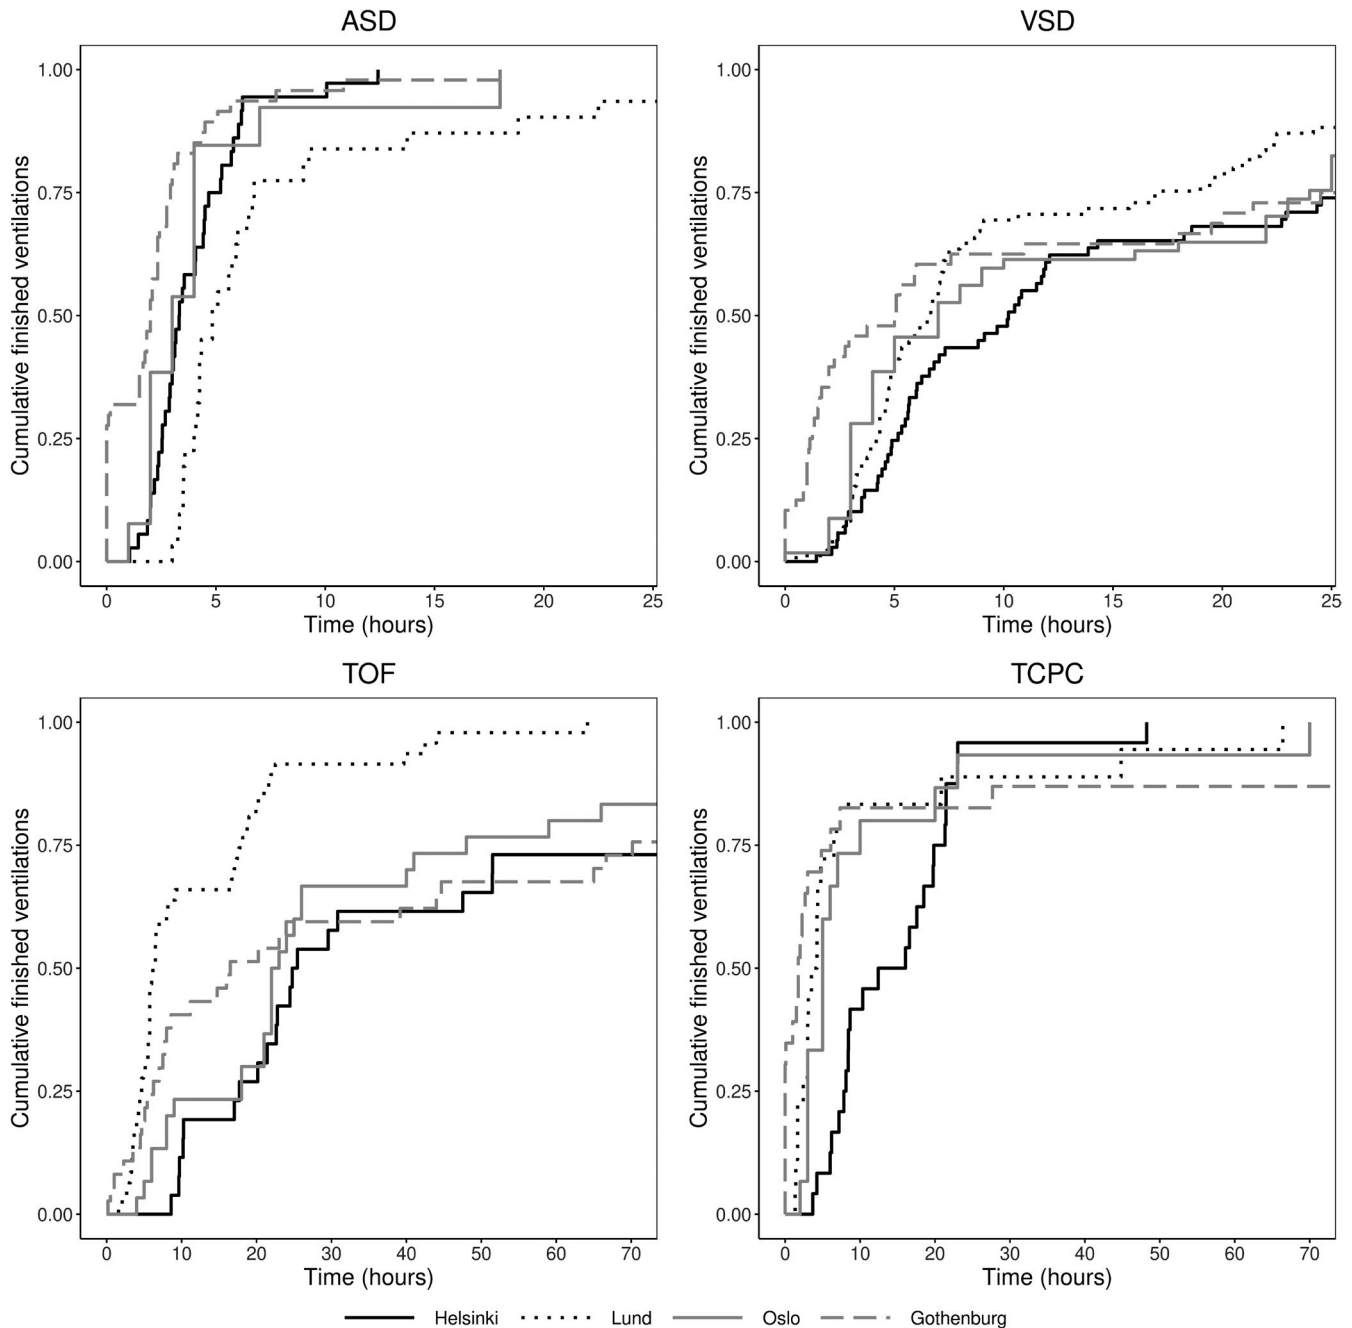 ASD
Cumulative finished ventilations
1.00
0.75
0.50
0.25
0.00
0 5 10 15 20 25
Time (hours)
VSD
Cumulative finished ventilations
1.00
0.75
0.50
0.25
0.00
0 5 10 15 20 25
Time (hours)
TOF
Cumulative finished ventilations
1.00
0.75
0.50
0.25
0.00
0 10 20 30 40 50 60 70
Time (hours)
TCPC
Cumulative finished ventilations
1.00
0.75
0.50
0.25
0.00
0 10 20 30 40 50 60 70
Time (hours)
Helsinki Lund Oslo Gothenburg